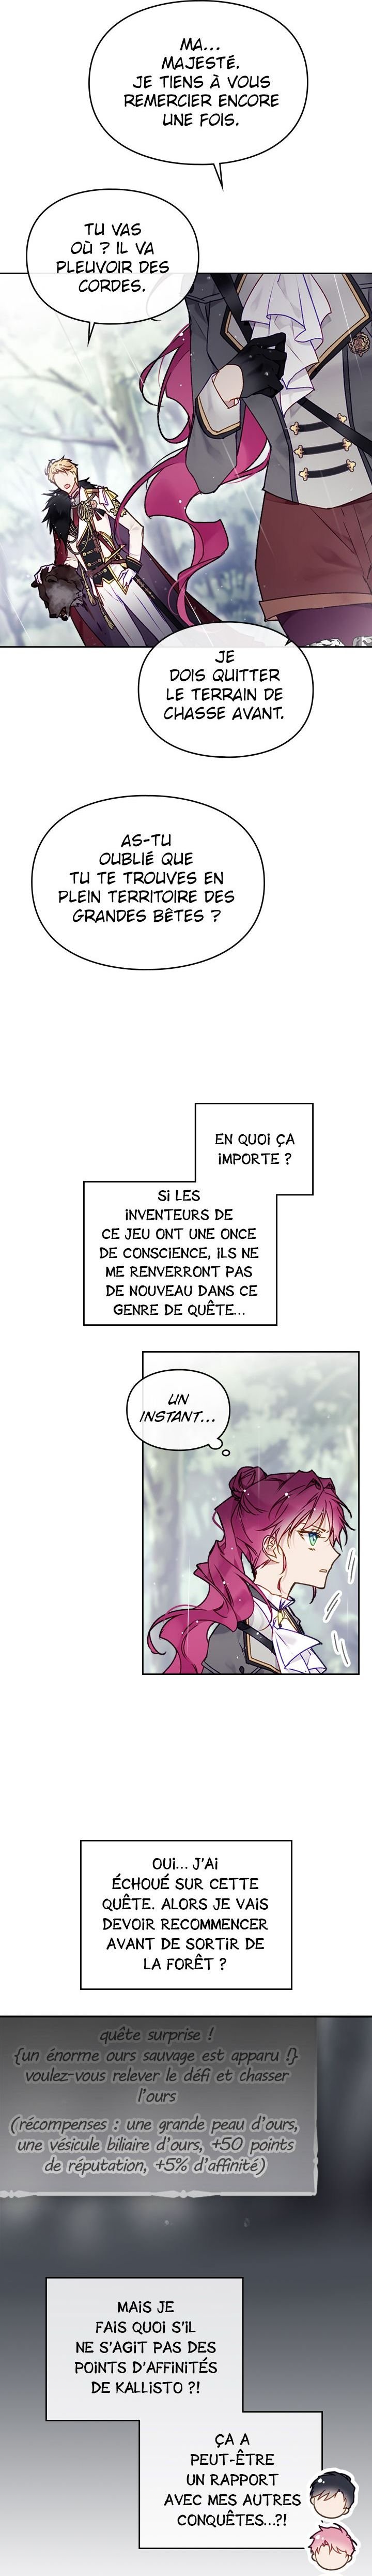 MA...
MAJESTÉ.
JE TIENS À VOUS
REMERCIER ENCORE
UNE FOIS.
TU VAS
OÙ ? IL VA
PLEUVOIR DES
CORDES.
JE
DOIS QUITTER
LE TERRAIN DE
CHASSE AVANT.
AS-TU
OUBLIÉ QUE
TU TE TROUVES EN
PLEIN TERRITOIRE DES
GRANDES BÊTES ?
EN QUOI ÇA
IMPORTE ?
SI LES
INVENTEURS DE
CE JEU ONT UNE ONCE
DE CONSCIENCE, ILS NE
ME RENVERRONT PAS
DE NOUVEAU DANS CE
GENRE DE QUÊTE...
UN
INSTANT...
OUI... J'AI
ÉCHOUÉ SUR CETTE
QUÊTE. ALORS JE VAIS
DEVOIR RECOMMENCER
AVANT DE SORTIR DE
LA FORÊT ?
quête surprise !
{un énorme ours sauvage est apparu !}
voulez-vous relever le défi et chasser
l'ours
(récompenses : une grande peau d'ours,
une vésicule biliaire d'ours, +50 points
de réputation, +5% d'affinité)
MAIS JE
FAIS QUOI S'IL
NE S'AGIT PAS DES
POINTS D'AFFINITÉS
DE KALLISTO ?!
ÇA A
PEUT-ÊTRE
UN RAPPORT
AVEC MES AUTRES
CONQUÊTES...?!